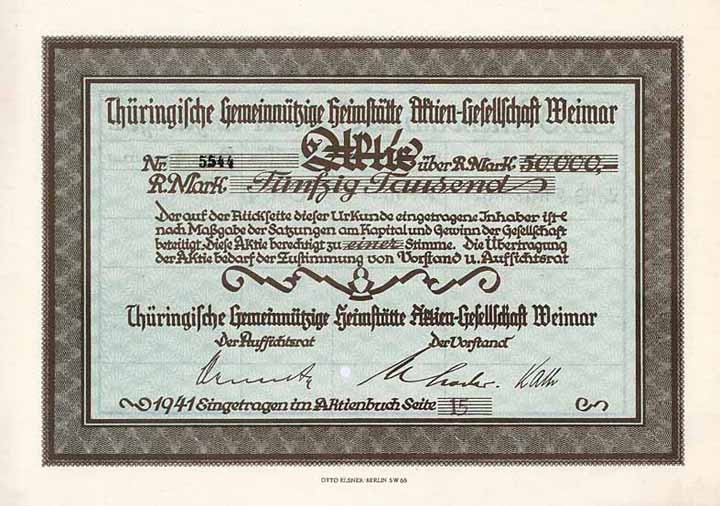 Thüringische Gemeinnützige Heimstätte Aktien-Gesellschaft Weimar
Nr. 5544 Aktie über R.Mark 50.000,-
R.Mark Fünfzig Tausend
Der auf der Rückseite dieser Urkunde eingetragene Inhaber ist
nach Maßgabe der Satzungen am Kapital und Gewinn der Gesellschaft
beteiligt. Diese Aktie berechtigt zu einer Stimme. Die Übertragung
der Aktie bedarf der Zustimmung von Vorstand u. Aufsichtsrat
Thüringische Gemeinnützige Heimstätte Aktien-Gesellschaft Weimar
Der Aufsichtsrat Der Vorstand
1941 Eingetragen im Aktienbuch Seite 15
OTTO ELSNER BERLIN SW 68